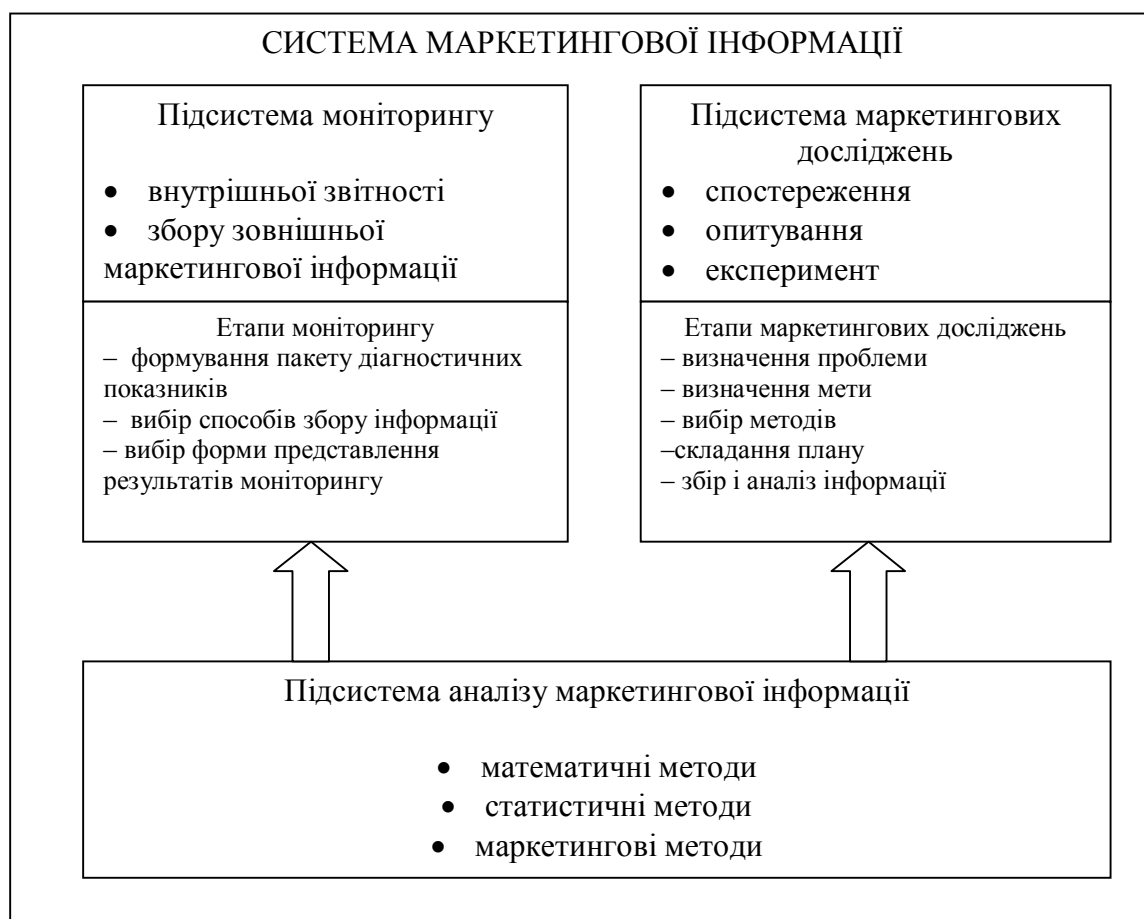 СИСТЕМА МАРКЕТИНГОВОЇ ІНФОРМАЦІЇ
Підсистема моніторингу
• внутрішньої звітності
• збору зовнішньої
маркетингової інформації
Етапи моніторингу
– формування пакету діагностичних
показників
– вибір способів збору інформації
– вибір форми представлення
результатів моніторингу
Підсистема маркетингових
досліджень
• спостереження
• опитування
• експеримент
Етапи маркетингових досліджень
– визначення проблеми
– визначення мети
– вибір методів
–складання плану
– збір і аналіз інформації
Підсистема аналізу маркетингової інформації
• математичні методи
• статистичні методи
• маркетингові методи